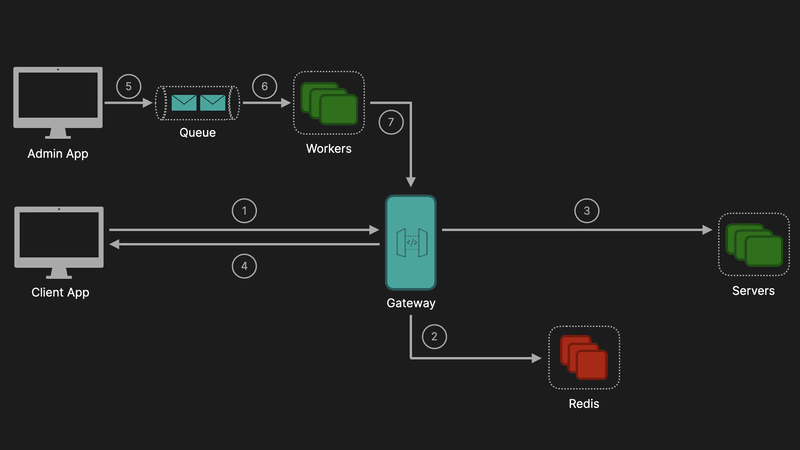 5
6
7
Queue
Workers
Admin App
1
3
4
Client App
Servers
</>
Gateway
2
Redis